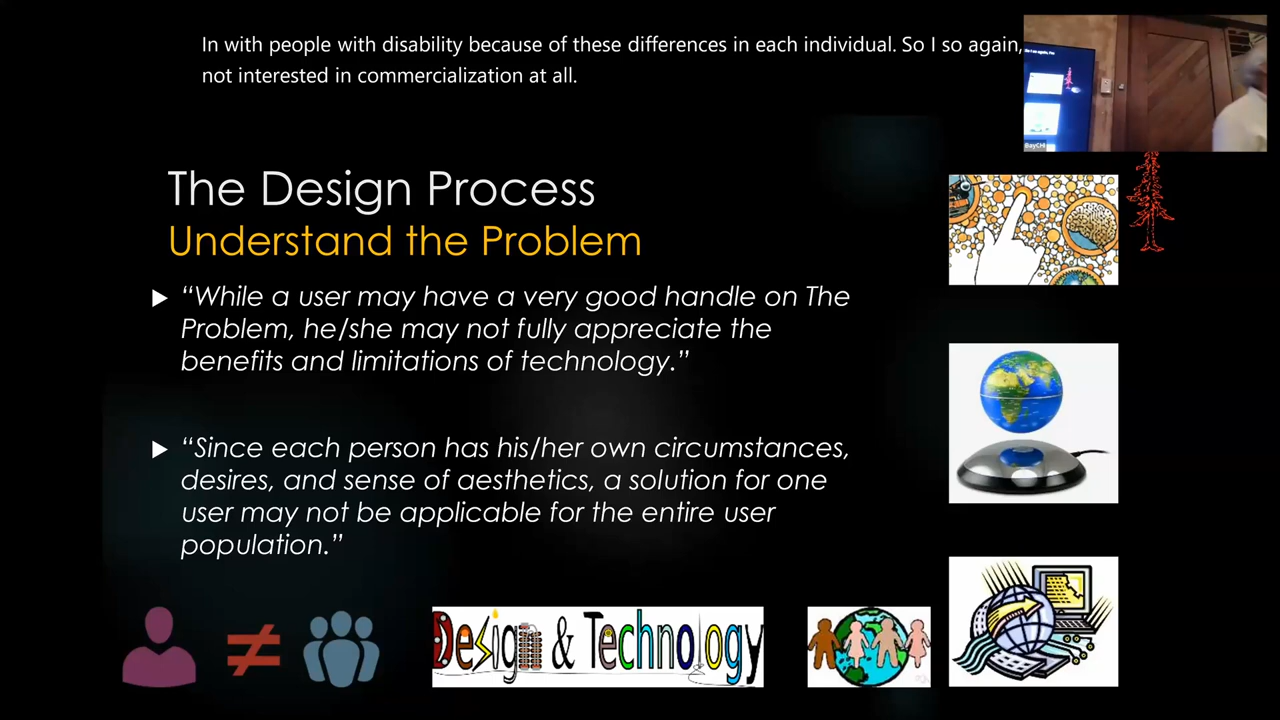 In with people with disability because of these differences in each individual. So I so again,
not interested in commercialization at all.
BayCHI
The Design Process
Understand the Problem
“While a user may have a very good handle on The
Problem, he/she may not fully appreciate the
benefits and limitations of technology.”
“Since each person has his/her own circumstances,
desires, and sense of aesthetics, a solution for one
user may not be applicable for the entire user
population.”
≠
Design & Technology